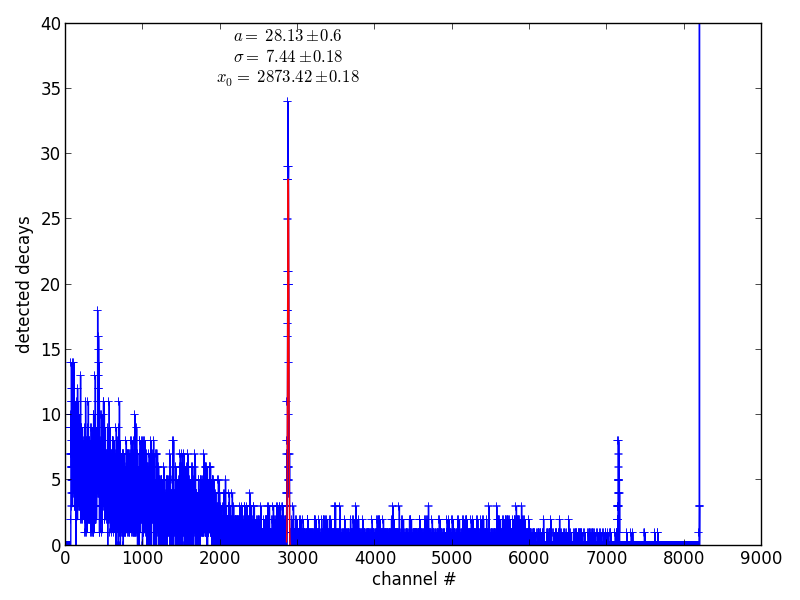 a = 28.13 ±0.6
σ = 7.44 ±0.18
x₀ = 2873.42 ±0.18
40
35
30
25
20
15
10
5
0
detected decays
0 1000 2000 3000 4000 5000 6000 7000 8000 9000
channel #